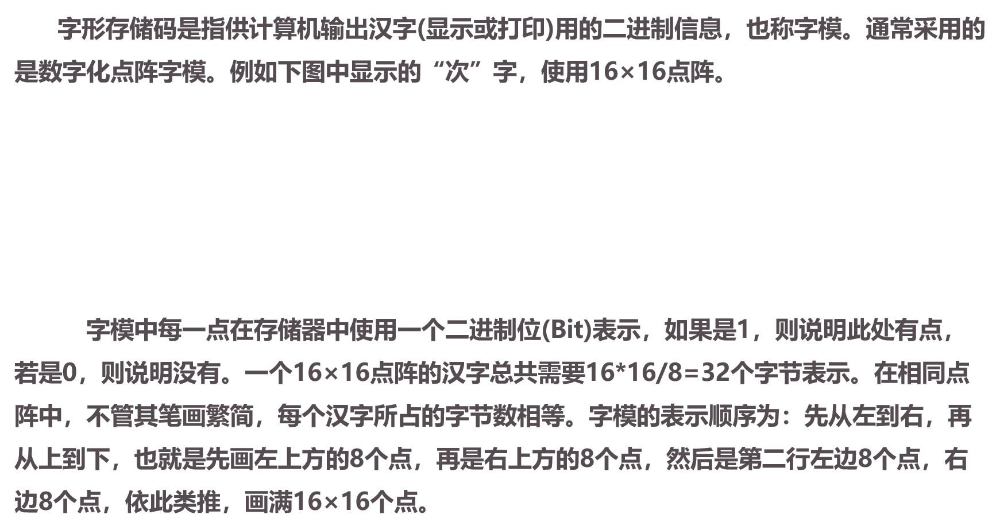 字形存储码是指供计算机输出汉字(显示或打印)用的二进制信息，也称字模。通常采用的
是数字化点阵字模。例如下图中显示的“次”字，使用16×16点阵。
字模中每一点在存储器中使用一个二进制位(Bit)表示，如果是1，则说明此处有点，
若是0，则说明没有。一个16×16点阵的汉字总共需要16*16/8=32个字节表示。在相同点
阵中，不管其笔画繁简，每个汉字所占的字节数相等。字模的表示顺序为：先从左到右，再
从上到下，也就是先画左上方的8个点，再是右上方的8个点，然后是第二行左边8个点，右
边8个点，依此类推，画满16×16个点。